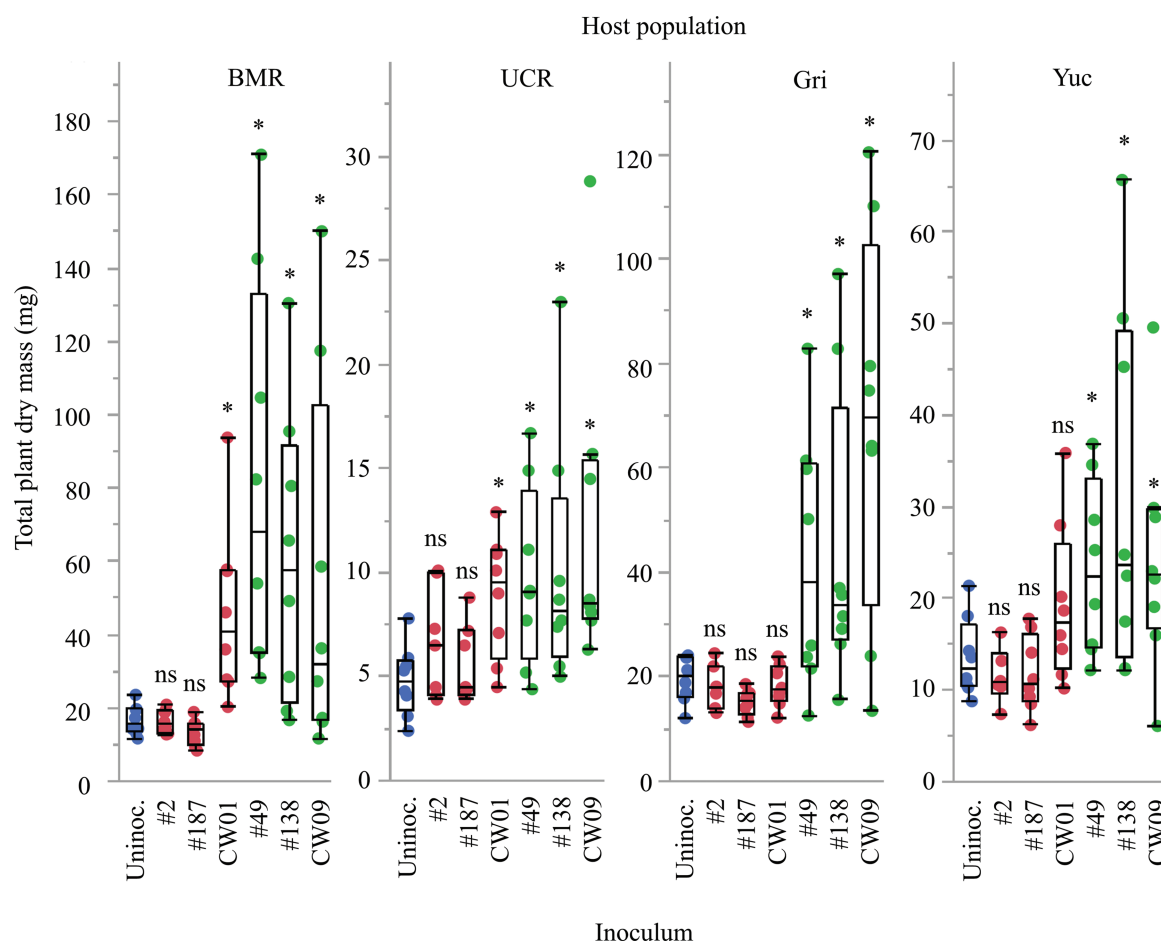 Host population
BMR
UCR
Gri
Yuc
Total plant dry mass (mg)
180
160
140
120
100
80
60
40
20
0
*
*
*
*
ns
ns
30
25
20
15
10
5
0
*
*
*
*
ns
ns
120
100
80
60
40
20
0
*
*
*
ns
ns
ns
70
60
50
40
30
20
10
0
*
*
*
ns
ns
ns
Uninoc.
#2
#187
CW01
#49
#138
CW09
Uninoc.
#2
#187
CW01
#49
#138
CW09
Uninoc.
#2
#187
CW01
#49
#138
CW09
Uninoc.
#2
#187
CW01
#49
#138
CW09
Inoculum